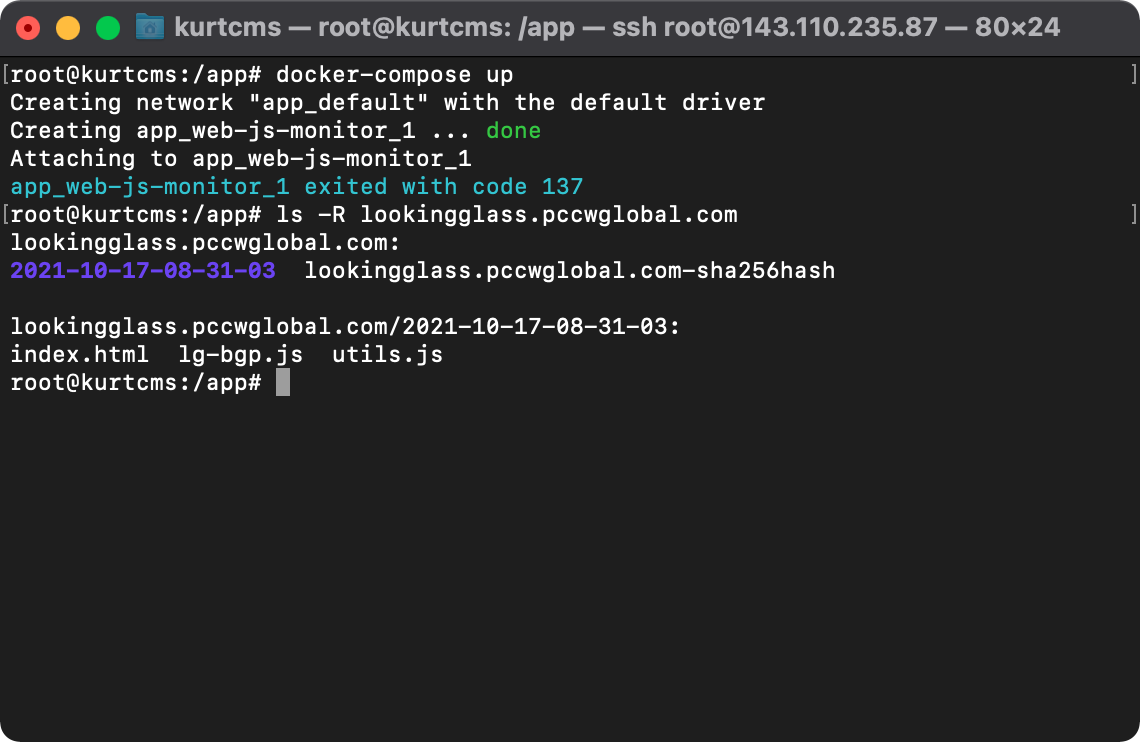 kurtcms — root@kurtcms: /app — ssh root@143.110.235.87 — 80×24
[root@kurtcms:/app# docker-compose up ]
Creating network "app_default" with the default driver
Creating app_web-js-monitor_1 ... done
Attaching to app_web-js-monitor_1
app_web-js-monitor_1 exited with code 137
[root@kurtcms:/app# ls -R lookingglass.pccwglobal.com ]
lookingglass.pccwglobal.com:
2021-10-17-08-31-03  lookingglass.pccwglobal.com-sha256hash
lookingglass.pccwglobal.com/2021-10-17-08-31-03:
index.html  lg-bgp.js  utils.js
root@kurtcms:/app#